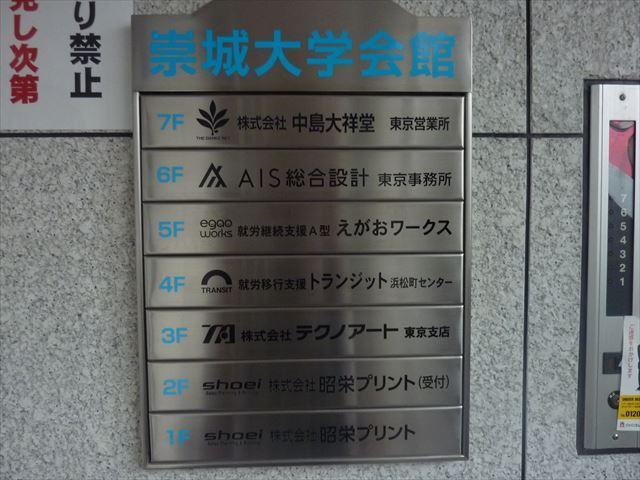 り禁止
見し次第
崇城大学会館
7F 株式会社 中島大祥堂 東京営業所
6F AIS総合設計 東京事務所
5F egao works 就労継続支援A型 えがおワークス
4F TRANSIT 就労移行支援 トランジット 浜松町センター
3F 株式会社 テクノアート 東京支店
2F shoei 株式会社 昭栄プリント(受付)
1F shoei 株式会社 昭栄プリント
7
6
5
4
3
2
1
0120